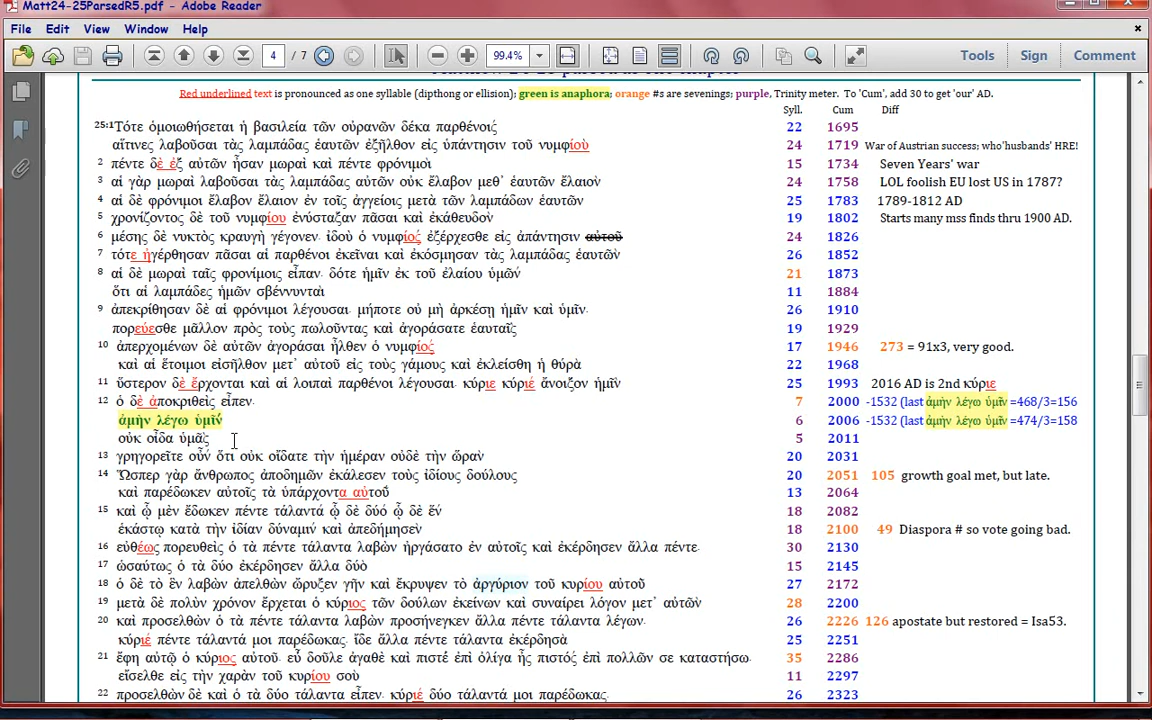 Matt24-25ParsedR5.pdf - Adobe Reader
File Edit View Window Help
4 / 7 99.4% Tools Sign Comment
Red underlined text is pronounced as one syllable (dipthong or ellision); green is anaphora; orange #s are sevenings; purple, Trinity meter. To 'Cum', add 30 to get 'our' AD.
Syll. Cum Diff
25:1 Τότε ὁμοιωθήσεται ἡ βασιλεία τῶν οὐρανῶν δέκα παρθένοις 22 1695
αἵτινες λαβοῦσαι τὰς λαμπάδας ἑαυτῶν ἐξῆλθον εἰς ὑπάντησιν τοῦ νυμφίου 24 1719 War of Austrian success; who'husbands' HRE!
2 πέντε δὲ ἐξ αὐτῶν ἦσαν μωραὶ καὶ πέντε φρόνιμοι 15 1734 Seven Years' war
3 αἱ γὰρ μωραὶ λαβοῦσαι τὰς λαμπάδας αὐτῶν οὐκ ἔλαβον μεθ᾽ ἑαυτῶν ἔλαιον 24 1758 LOL foolish EU lost US in 1787?
4 αἱ δὲ φρόνιμοι ἔλαβον ἔλαιον ἐν τοῖς ἀγγείοις μετὰ τῶν λαμπάδων ἑαυτῶν 25 1783 1789-1812 AD
5 χρονίζοντος δὲ τοῦ νυμφίου ἐνύσταξαν πᾶσαι καὶ ἐκάθευδον 19 1802 Starts many mss finds thru 1900 AD.
6 μέσης δὲ νυκτὸς κραυγὴ γέγονεν· ἰδοὺ ὁ νυμφίος ἐξέρχεσθε εἰς ἀπάντησιν αὐτοῦ 24 1826
7 τότε ἠγέρθησαν πᾶσαι αἱ παρθένοι ἐκεῖναι καὶ ἐκόσμησαν τὰς λαμπάδας ἑαυτῶν 26 1852
8 αἱ δὲ μωραὶ ταῖς φρονίμοις εἶπαν· δότε ἡμῖν ἐκ τοῦ ἐλαίου ὑμῶν 21 1873
ὅτι αἱ λαμπάδες ἡμῶν σβέννυνται 11 1884
9 ἀπεκρίθησαν δὲ αἱ φρόνιμοι λέγουσαι· μήποτε οὐ μὴ ἀρκέσῃ ἡμῖν καὶ ὑμῖν· 26 1910
πορεύεσθε μᾶλλον πρὸς τοὺς πωλοῦντας καὶ ἀγοράσατε ἑαυταῖς 19 1929
10 ἀπερχομένων δὲ αὐτῶν ἀγοράσαι ἦλθεν ὁ νυμφίος 17 1946 273 = 91x3, very good.
καὶ αἱ ἕτοιμοι εἰσῆλθον μετ᾽ αὐτοῦ εἰς τοὺς γάμους καὶ ἐκλείσθη ἡ θύρα 22 1968
11 ὕστερον δὲ ἔρχονται καὶ αἱ λοιπαὶ παρθένοι λέγουσαι· κύριε κύριε ἄνοιξον ἡμῖν 25 1993 2016 AD is 2nd κύριε
12 ὁ δὲ ἀποκριθεὶς εἶπεν· 7 2000 -1532 (last ἀμὴν λέγω ὑμῖν =468/3=156
ἀμὴν λέγω ὑμῖν 6 2006 -1532 (last ἀμὴν λέγω ὑμῖν =474/3=158
οὐκ οἶδα ὑμᾶς 5 2011
13 γρηγορεῖτε οὖν ὅτι οὐκ οἴδατε τὴν ἡμέραν οὐδὲ τὴν ὥραν 20 2031
14 Ὥσπερ γὰρ ἄνθρωπος ἀποδημῶν ἐκάλεσεν τοὺς ἰδίους δούλους 20 2051 105 growth goal met, but late.
καὶ παρέδωκεν αὐτοῖς τὰ ὑπάρχοντα αὐτοῦ 13 2064
15 καὶ ᾧ μὲν ἔδωκεν πέντε τάλαντα ᾧ δὲ δύο ᾧ δὲ ἕν 18 2082
ἑκάστῳ κατὰ τὴν ἰδίαν δύναμιν καὶ ἀπεδήμησεν 18 2100 49 Diaspora # so vote going bad.
16 εὐθέως πορευθεὶς ὁ τὰ πέντε τάλαντα λαβὼν ἠργάσατο ἐν αὐτοῖς καὶ ἐκέρδησεν ἄλλα πέντε· 30 2130
17 ὡσαύτως ὁ τὰ δύο ἐκέρδησεν ἄλλα δύο 15 2145
18 ὁ δὲ τὸ ἓν λαβὼν ἀπελθὼν ὤρυξεν γῆν καὶ ἔκρυψεν τὸ ἀργύριον τοῦ κυρίου αὐτοῦ 27 2172
19 μετὰ δὲ πολὺν χρόνον ἔρχεται ὁ κύριος τῶν δούλων ἐκείνων καὶ συναίρει λόγον μετ᾽ αὐτῶν 28 2200
20 καὶ προσελθὼν ὁ τὰ πέντε τάλαντα λαβὼν προσήνεγκεν ἄλλα πέντε τάλαντα λέγων· 26 2226 126 apostate but restored = Isa53.
κύριέ πέντε τάλαντά μοι παρέδωκας· ἴδε ἄλλα πέντε τάλαντα ἐκέρδησα 25 2251
21 ἔφη αὐτῷ ὁ κύριος αὐτοῦ· εὖ δοῦλε ἀγαθὲ καὶ πιστέ ἐπὶ ὀλίγα ἦς πιστός ἐπὶ πολλῶν σε καταστήσω· 35 2286
εἴσελθε εἰς τὴν χαρὰν τοῦ κυρίου σοὺ 11 2297
22 προσελθὼν δὲ καὶ ὁ τὰ δύο τάλαντα εἶπεν· κύριέ δύο τάλαντά μοι παρέδωκας· 26 2323